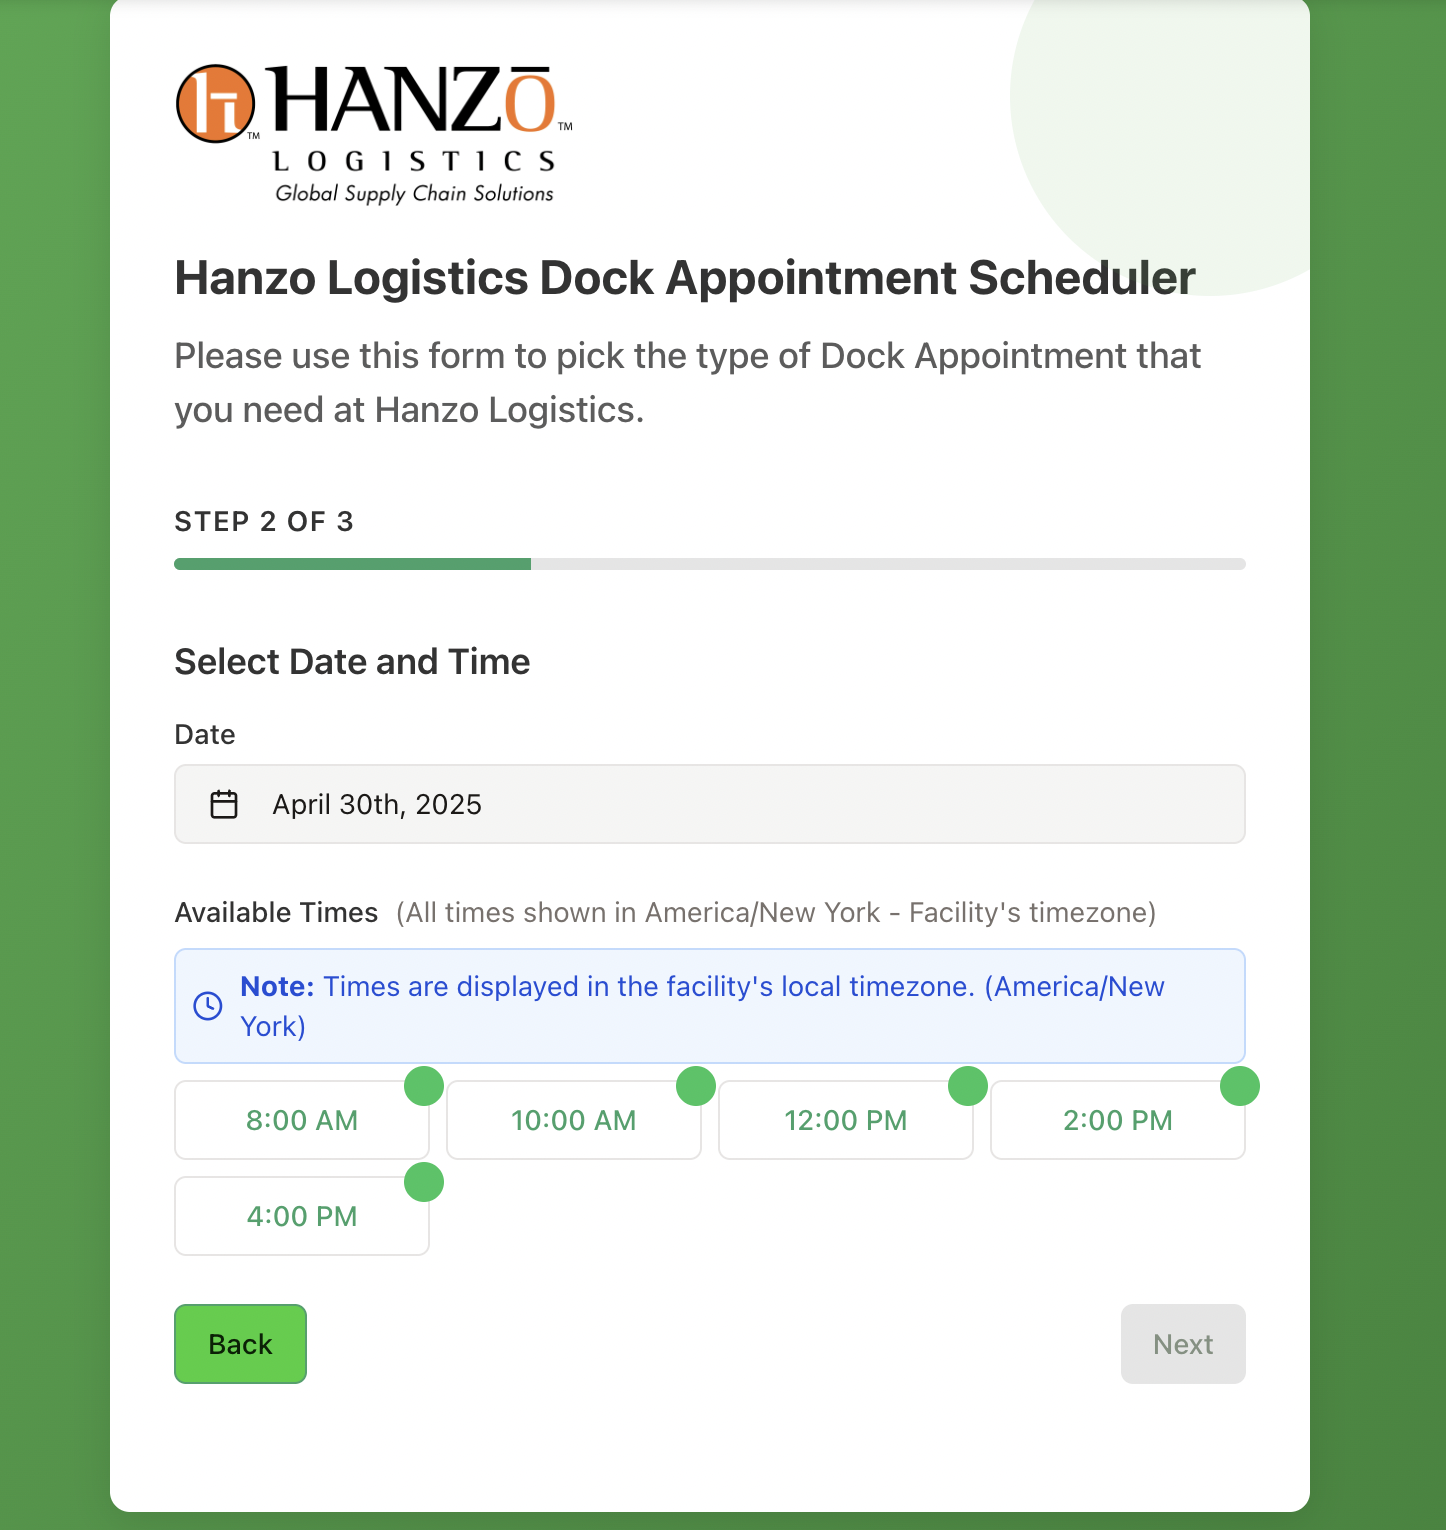 HANZŌ™
™
LOGISTICS
Global Supply Chain Solutions
Hanzo Logistics Dock Appointment Scheduler
Please use this form to pick the type of Dock Appointment that
you need at Hanzo Logistics.
STEP 2 OF 3
Select Date and Time
Date
April 30th, 2025
Available Times (All times shown in America/New York - Facility's timezone)
Note: Times are displayed in the facility's local timezone. (America/New
York)
8:00 AM 10:00 AM 12:00 PM 2:00 PM
4:00 PM
Back Next